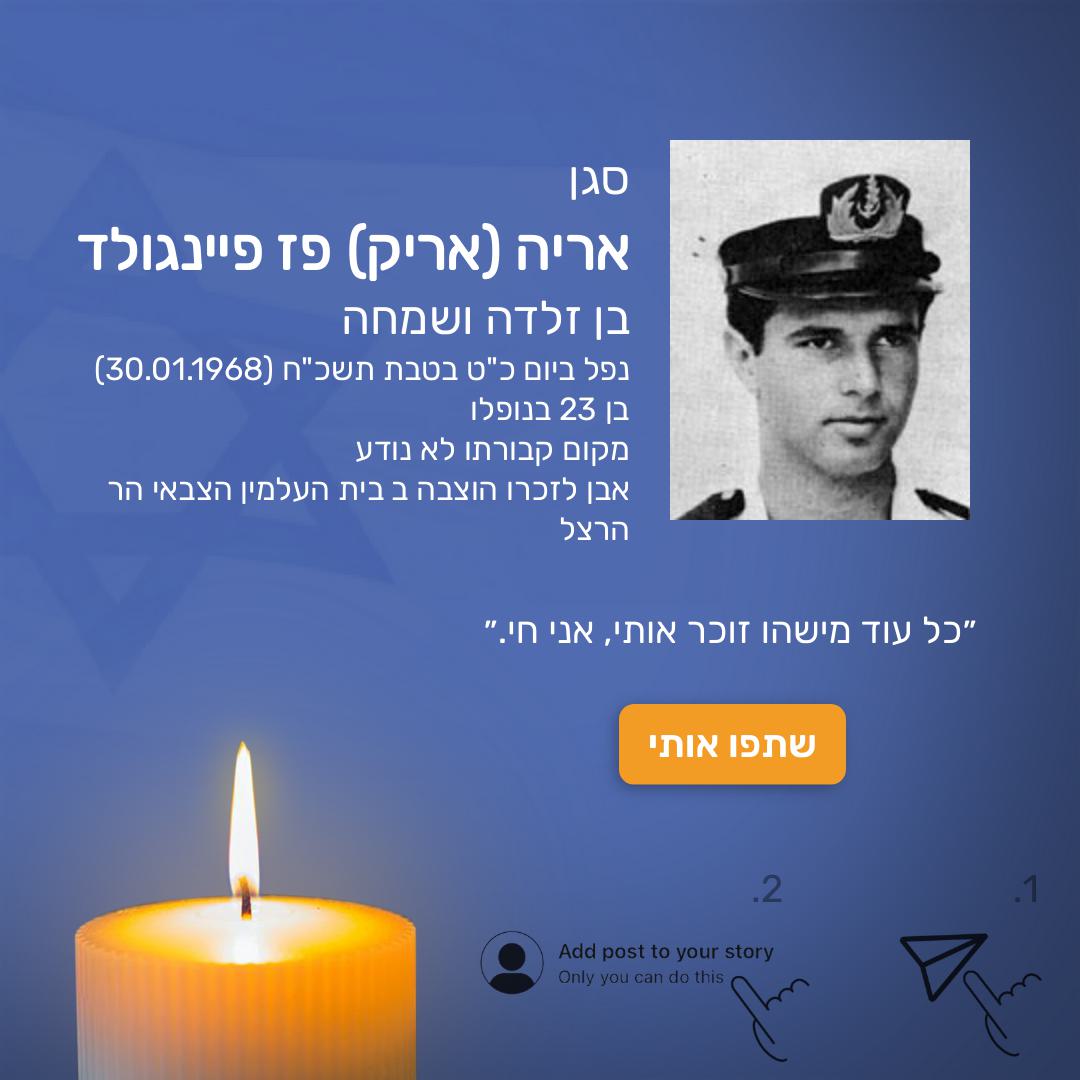 סגן
אריה (אריק) פז פיינגולד
בן זלדה ושמחה
נפל ביום כ"ט בטבת תשכ"ח (30.01.1968)
בן 23 בנופלו
מקום קבורתו לא נודע
אבן לזכרו הוצבה ב בית העלמין הצבאי הר
הרצל
״כל עוד מישהו זוכר אותי, אני חי.״
שתפו אותי
1.
2.
Add post to your story
Only you can do this